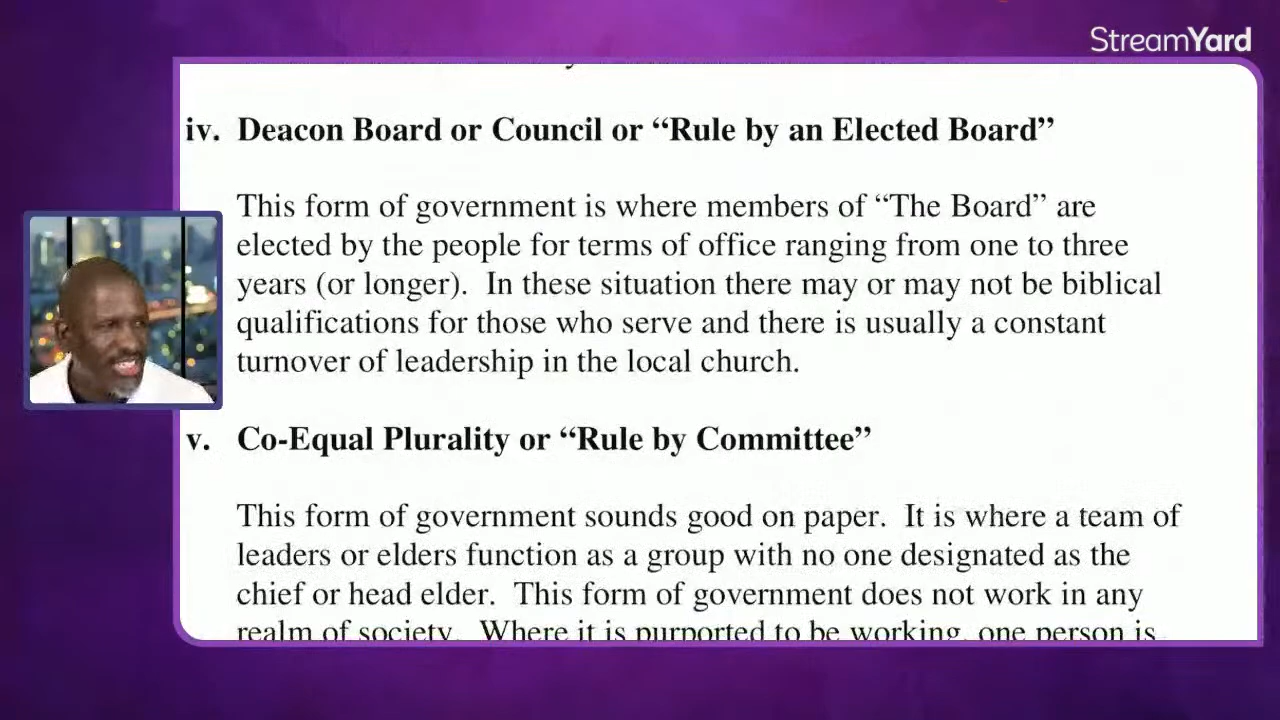 StreamYard
iv. Deacon Board or Council or “Rule by an Elected Board”
This form of government is where members of “The Board” are
elected by the people for terms of office ranging from one to three
years (or longer). In these situation there may or may not be biblical
qualifications for those who serve and there is usually a constant
turnover of leadership in the local church.
v. Co-Equal Plurality or “Rule by Committee”
This form of government sounds good on paper. It is where a team of
leaders or elders function as a group with no one designated as the
chief or head elder. This form of government does not work in any
realm of society. Where it is purported to be working, one person is